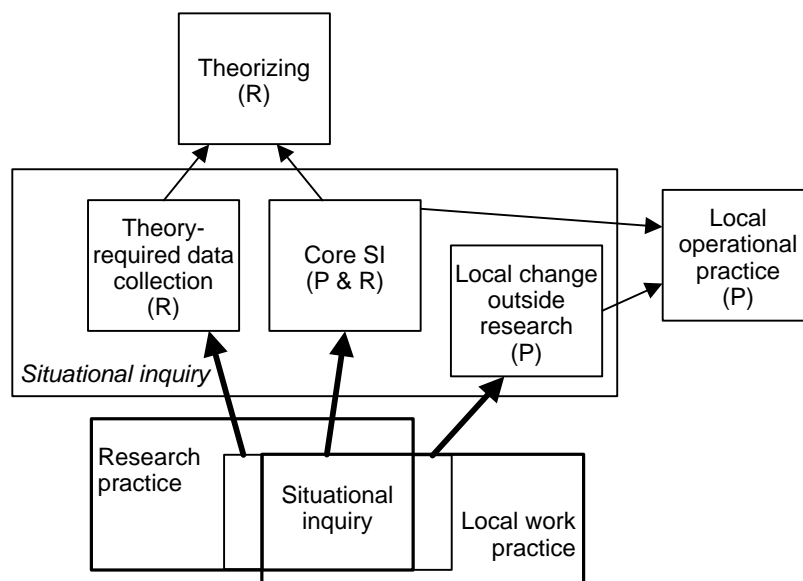 Theorizing
(R)
Theory-
required data
collection
(R)
Core SI
(P & R)
Local change
outside
research
(P)
Local
operational
practice
(P)
Situational inquiry
Research
practice
Situational
inquiry
Local work
practice